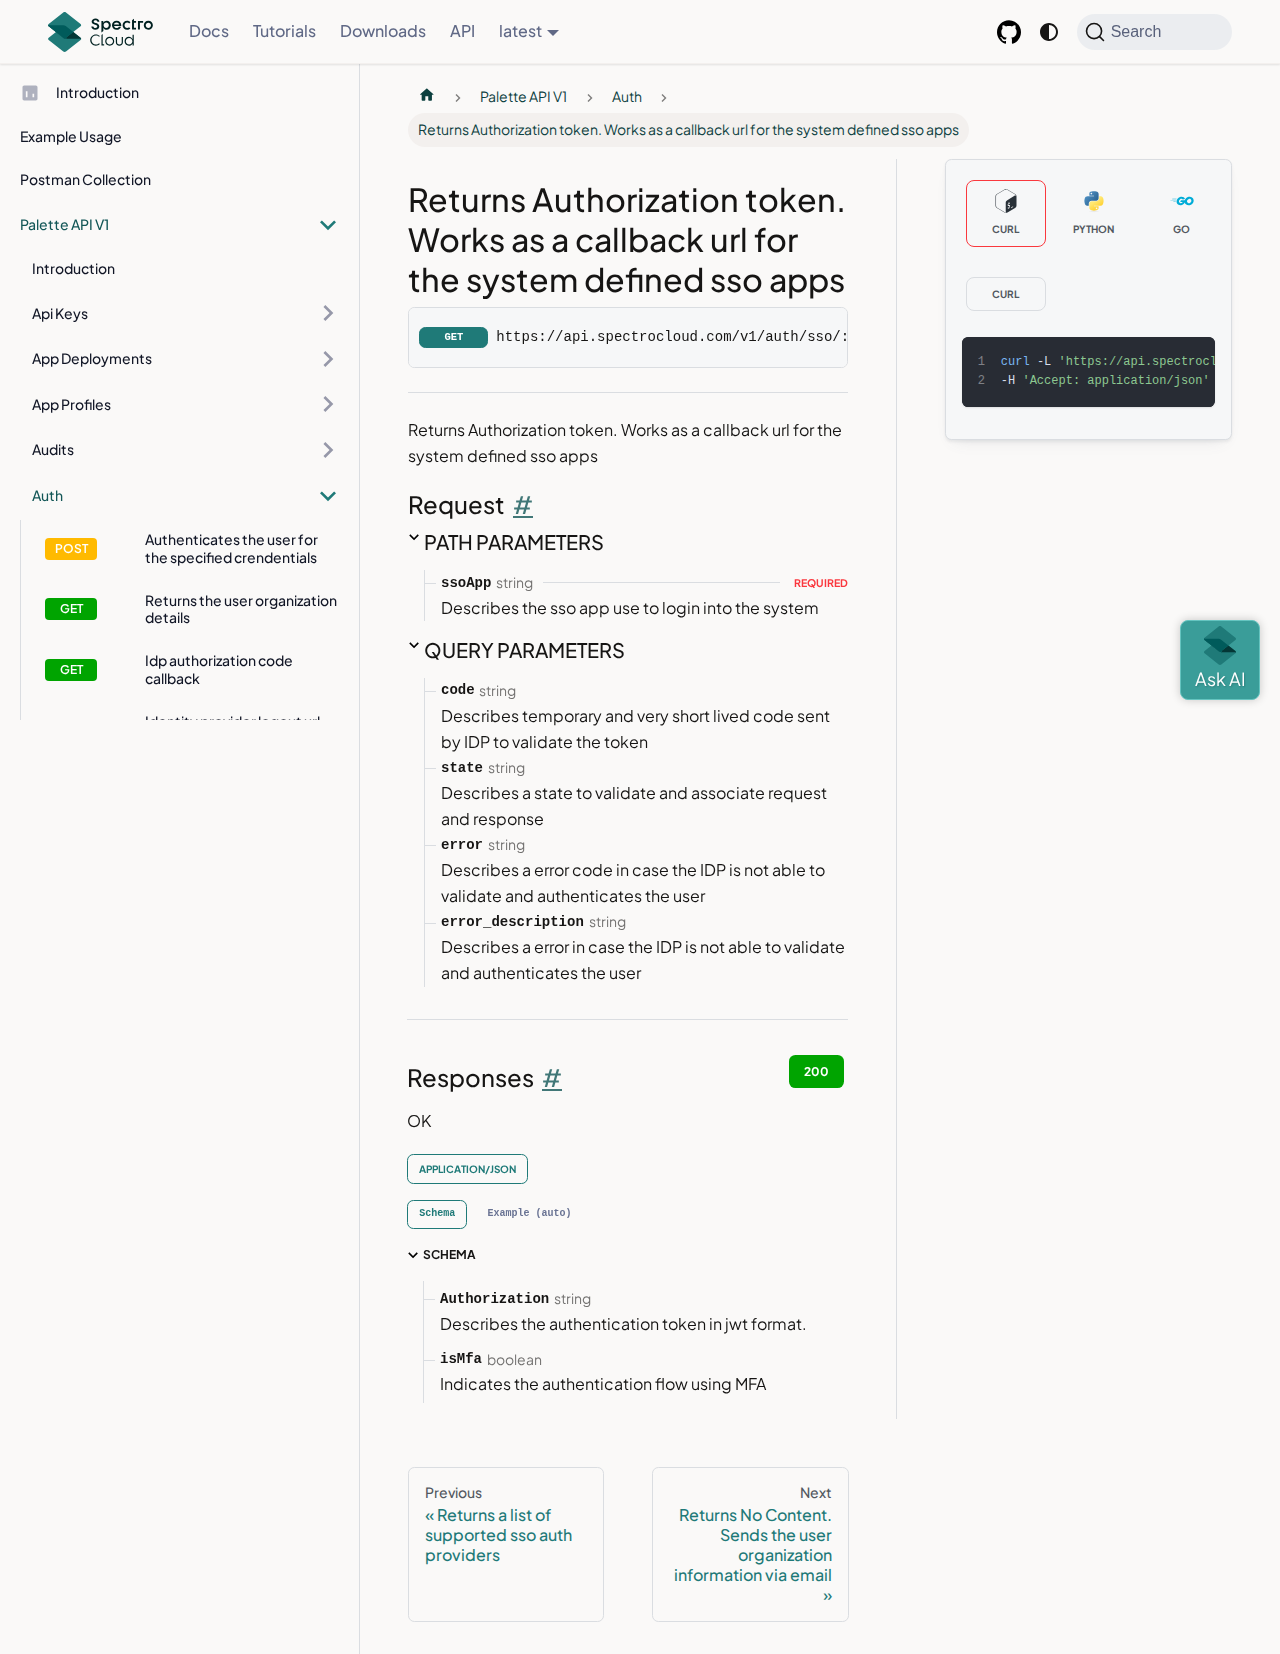 Spectro Cloud
Docs
Tutorials
Downloads
API
latest
Search
Introduction
Example Usage
Postman Collection
Palette API V1
Introduction
Api Keys
App Deployments
App Profiles
Audits
Auth
POST
Authenticates the user for
the specified crendentials
GET
Returns the user organization
details
GET
Idp authorization code
callback
Identity provider logout url
Palette API V1
Auth
Returns Authorization token. Works as a callback url for the system defined sso apps
Returns Authorization token.
Works as a callback url for
the system defined sso apps
GET https://api.spectrocloud.com/v1/auth/sso/:
Returns Authorization token. Works as a callback url for the
system defined sso apps
Request #
PATH PARAMETERS
ssoApp string REQUIRED
Describes the sso app use to login into the system
QUERY PARAMETERS
code string
Describes temporary and very short lived code sent
by IDP to validate the token
state string
Describes a state to validate and associate request
and response
error string
Describes a error code in case the IDP is not able to
validate and authenticates the user
error_description string
Describes a error in case the IDP is not able to validate
and authenticates the user
Responses #
200
OK
APPLICATION/JSON
Schema
Example (auto)
SCHEMA
Authorization string
Describes the authentication token in jwt format.
isMfa boolean
Indicates the authentication flow using MFA
Previous
« Returns a list of
supported sso auth
providers
Next
Returns No Content.
Sends the user
organization
information via email
»
CURL
PYTHON
GO
CURL
1 curl -L 'https://api.spectrocl
2 -H 'Accept: application/json'
Ask AI